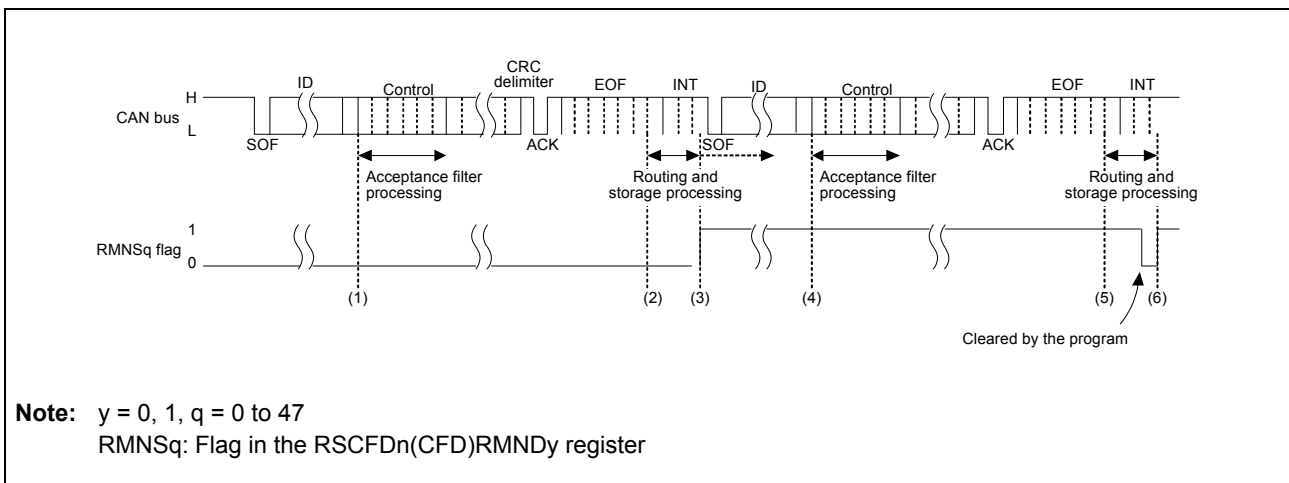 CRC
ID Control delimiter EOF INT ID Control EOF INT
H
CAN bus
L
SOF ACK SOF ACK
Acceptance filter
processing
Routing and
storage processing
Acceptance filter
processing
Routing and
storage processing
1
RMNSq flag
0
(1) (2) (3) (4) (5) (6)
Cleared by the program
Note: y = 0, 1, q = 0 to 47
RMNSq: Flag in the RSCFDn(CFD)RMNDy register